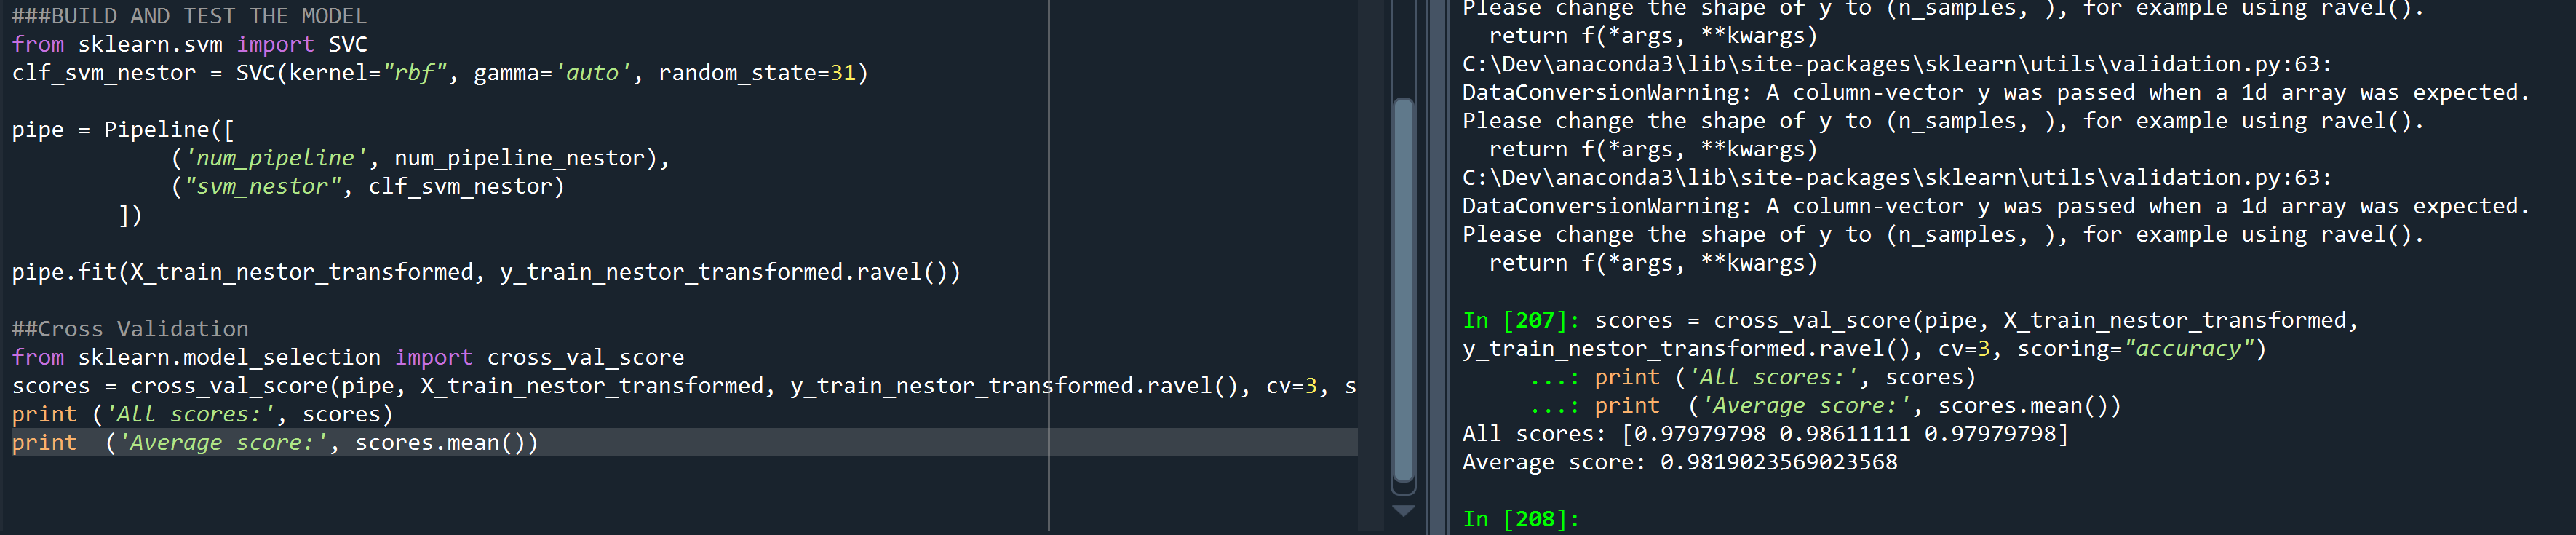 ###BUILD AND TEST THE MODEL
from sklearn.svm import SVC
clf_svm_nestor = SVC(kernel="rbf", gamma='auto', random_state=31)
pipe = Pipeline([
('num_pipeline', num_pipeline_nestor),
("svm_nestor", clf_svm_nestor)
])
pipe.fit(X_train_nestor_transformed, y_train_nestor_transformed.ravel())
##Cross Validation
from sklearn.model_selection import cross_val_score
scores = cross_val_score(pipe, X_train_nestor_transformed, y_train_nestor_transformed.ravel(), cv=3, s
print ('All scores:', scores)
print  ('Average score:', scores.mean())
Please change the shape of y to (n_samples, ), for example using ravel().
return f(*args, **kwargs)
C:\Dev\anaconda3\lib\site-packages\sklearn\utils\validation.py:63:
DataConversionWarning: A column-vector y was passed when a 1d array was expected.
Please change the shape of y to (n_samples, ), for example using ravel().
return f(*args, **kwargs)
C:\Dev\anaconda3\lib\site-packages\sklearn\utils\validation.py:63:
DataConversionWarning: A column-vector y was passed when a 1d array was expected.
Please change the shape of y to (n_samples, ), for example using ravel().
return f(*args, **kwargs)
In [207]: scores = cross_val_score(pipe, X_train_nestor_transformed,
y_train_nestor_transformed.ravel(), cv=3, scoring="accuracy")
...: print ('All scores:', scores)
...: print  ('Average score:', scores.mean())
All scores: [0.97979798 0.98611111 0.97979798]
Average score: 0.9819023569023568
In [208]: